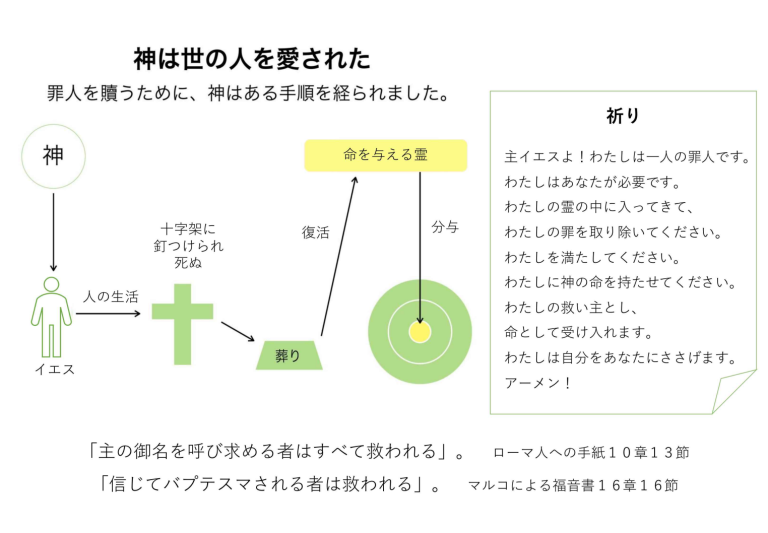 神は世の人を愛された
罪人を贖うために、神はある手順を経られました。
神
イエス
人の生活
十字架に
釘つけられ
死ぬ
葬り
復活
命を与える霊
分与
祈り
主イエスよ！わたしは一人の罪人です。
わたしはあなたが必要です。
わたしの霊の中に入ってきて、
わたしの罪を取り除いてください。
わたしを満たしてください。
わたしに神の命を持たせてください。
わたしの救い主とし、
命として受け入れます。
わたしは自分をあなたにささげます。
アーメン！
「主の御名を呼び求める者はすべて救われる」。 ローマ人への手紙１０章１３節
「信じてバプテスマされる者は救われる」。 マルコによる福音書１６章１６節